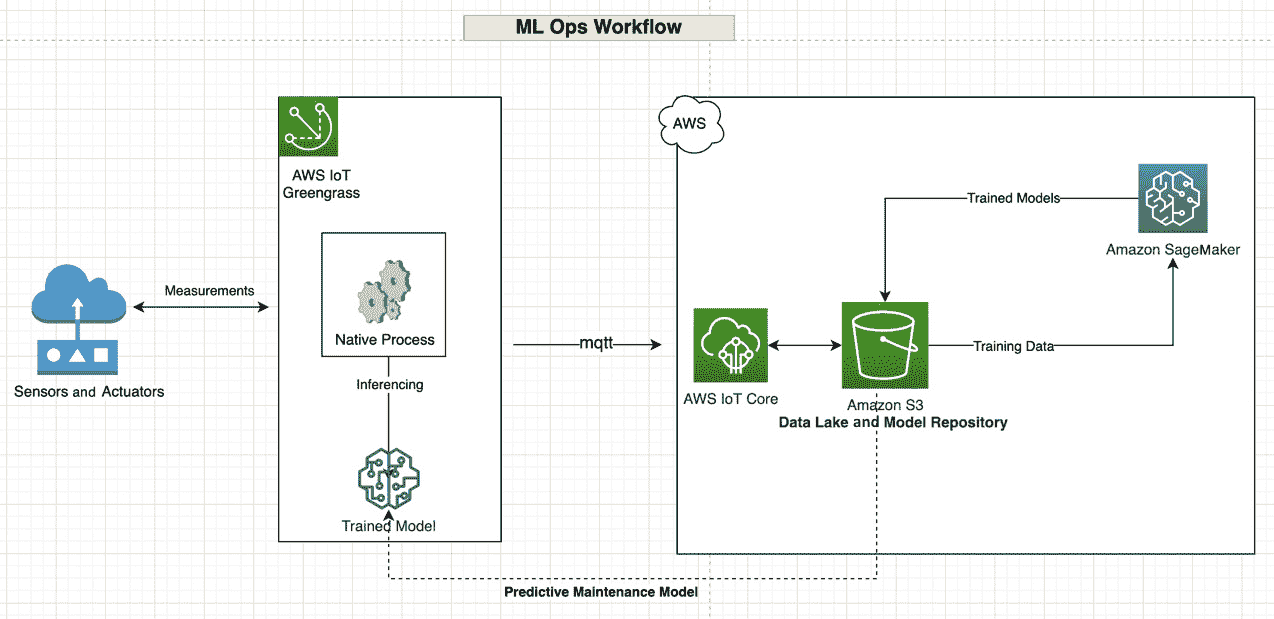 ML Ops Workflow
AWS IoT
Greengrass
AWS
Trained Models
Amazon SageMaker
Measurements
Native Process
mqtt
Training Data
Sensors and Actuators
Inferencing
AWS IoT Core
Amazon S3
Data Lake and Model Repository
Trained Model
Predictive Maintenance Model